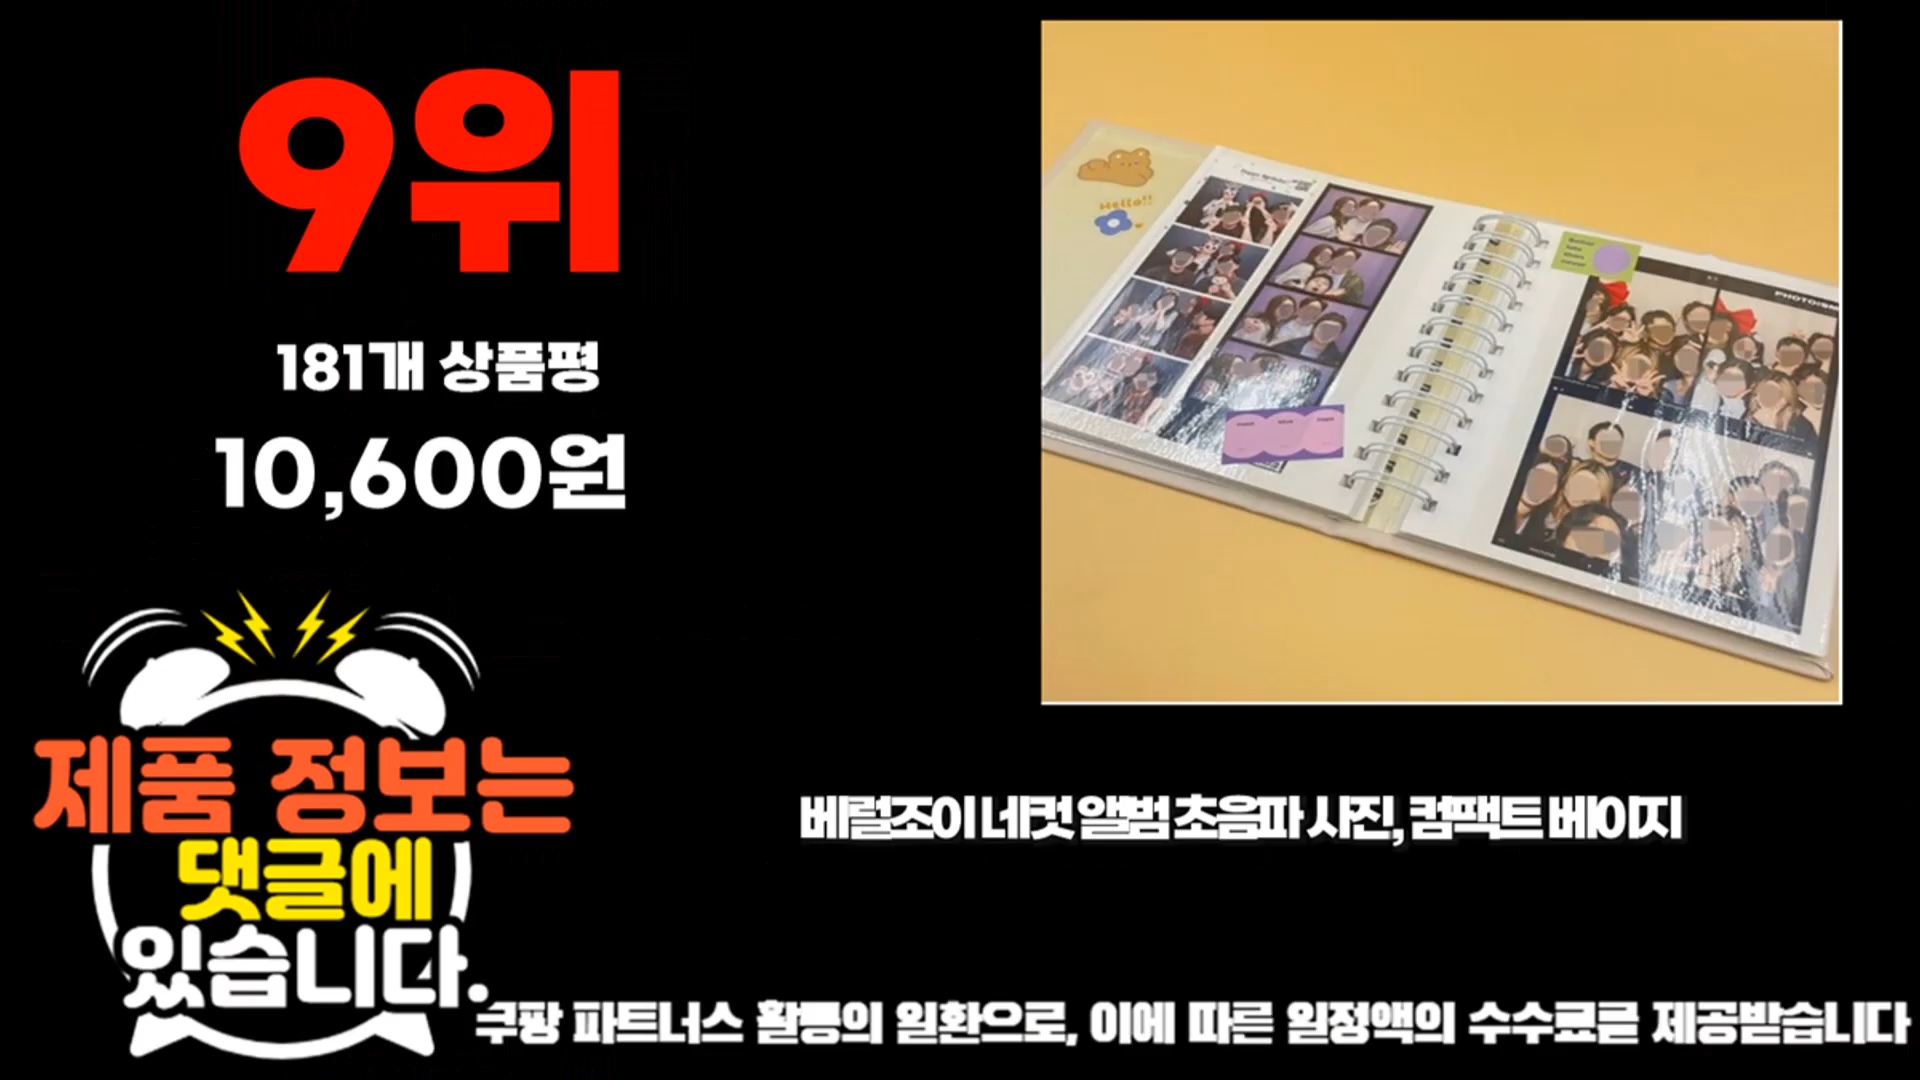 9위
181개 상품평
10,600원
Hello!!
PHOTOISM
제품 정보는
댓글에
있습니다.
베럴조이 네컷 앨범 초음파 사진, 컴팩트 베이지
쿠팡 파트너스 활동의 일환으로, 이에 따른 일정액의 수수료를 제공받습니다